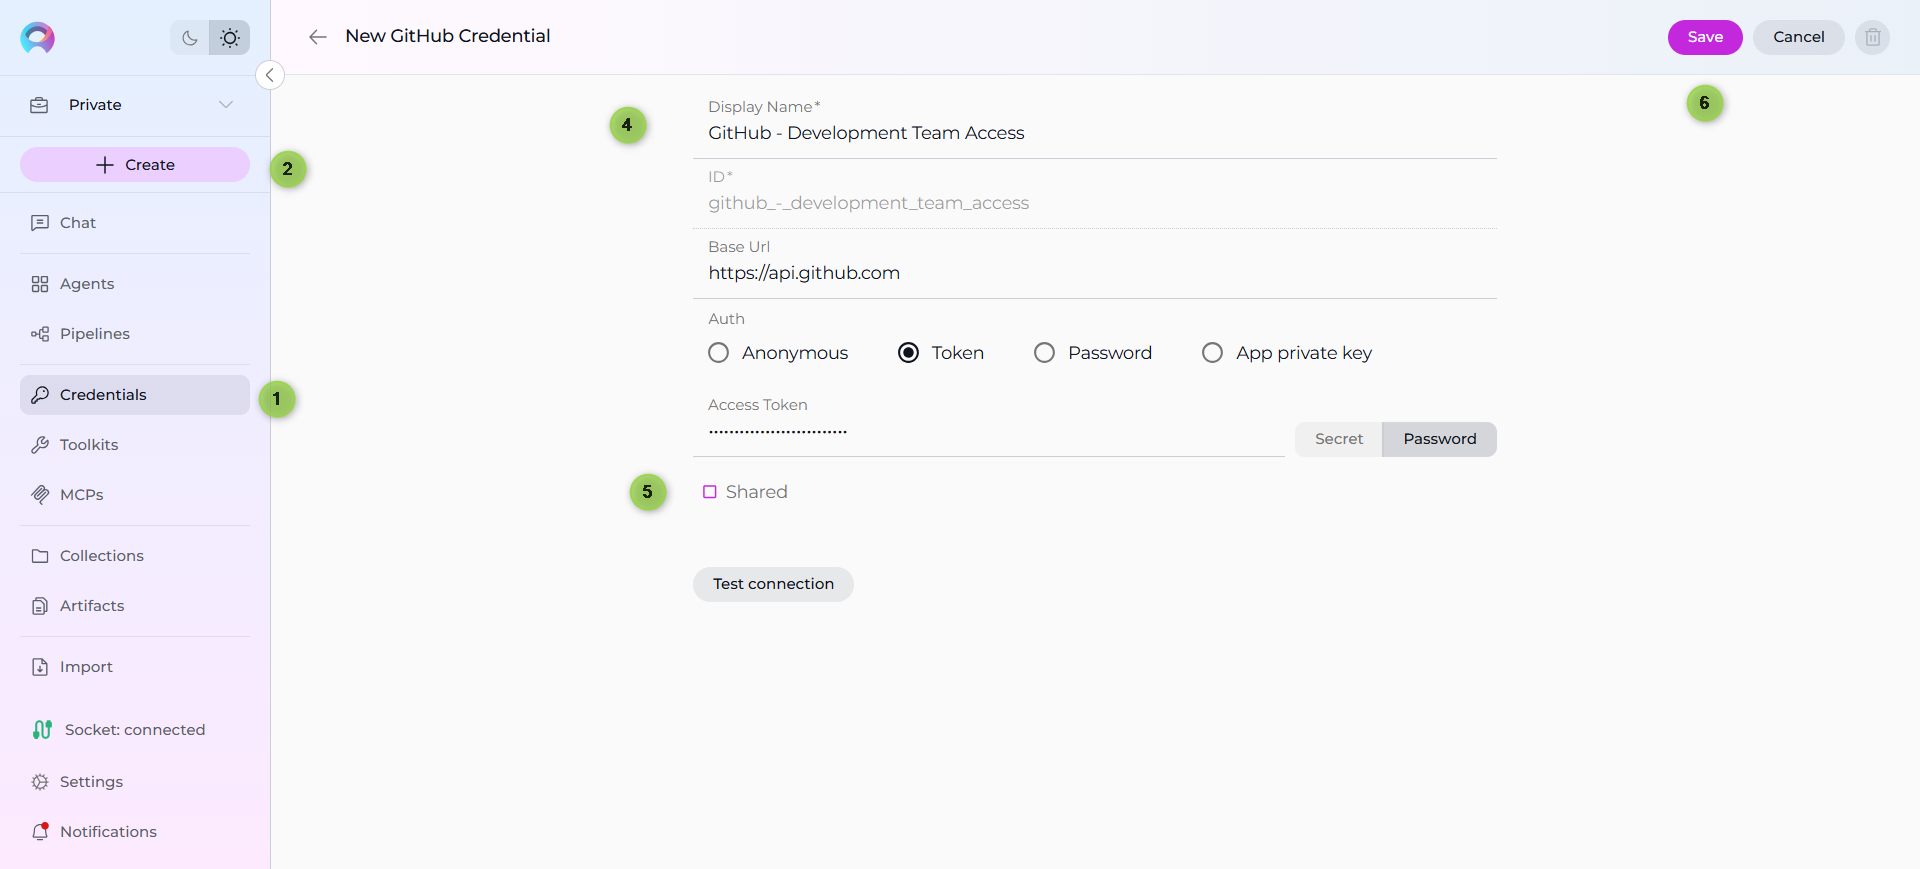 New GitHub Credential
Save
Cancel
Private
Create
2
Chat
Agents
Pipelines
Credentials
1
Toolkits
MCPs
Collections
Artifacts
Import
Socket: connected
Settings
Notifications
4
6
Display Name*
GitHub - Development Team Access
ID*
github_-_development_team_access
Base Url
https://api.github.com
Auth
Anonymous
Token
Password
App private key
Access Token
Secret
Password
5
Shared
Test connection